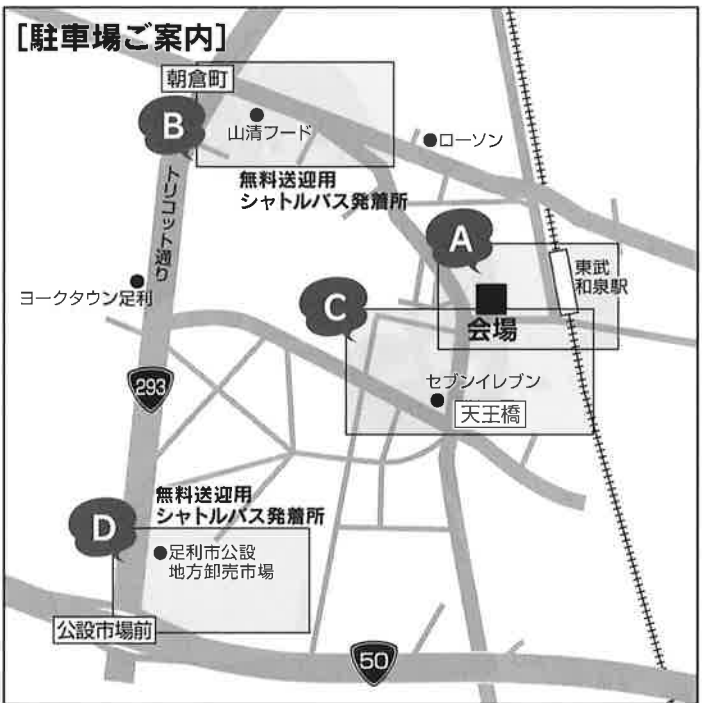 [駐車場ご案内]
朝倉町
B
山清フード
ローソン
無料送迎用
シャトルバス発着所
トリコット通り
A
東武
和泉駅
ヨークタウン足利
C
会場
セブンイレブン
天王橋
293
無料送迎用
シャトルバス発着所
D
足利市公設
地方卸売市場
公設市場前
50